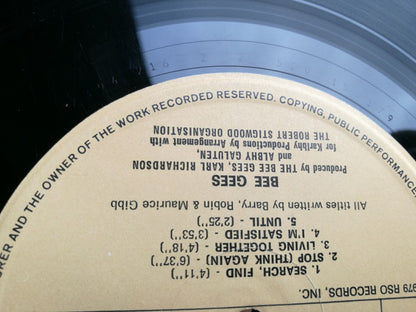 RER AND THE OWNER OF THE WORK RECORDED RESERVED. COPYING, PUBLIC PERFORMANCE
979 RSO RECORDS, INC.
1. SEARCH, FIND - (4'11")
2. STOP (THINK AGAIN) (6'37")
3. LIVING TOGETHER - (4'18")
4. I'M SATISFIED - (3'53")
5. UNTIL - (2'25")
All titles written by Barry, Robin & Maurice Gibb
BEE GEES
Produced by THE BEE GEES, KARL RICHARDSON
and ALBHY GALUTEN,
for Karlbhy Productions by Arrangement with
THE ROBERT STIGWOOD ORGANISATION